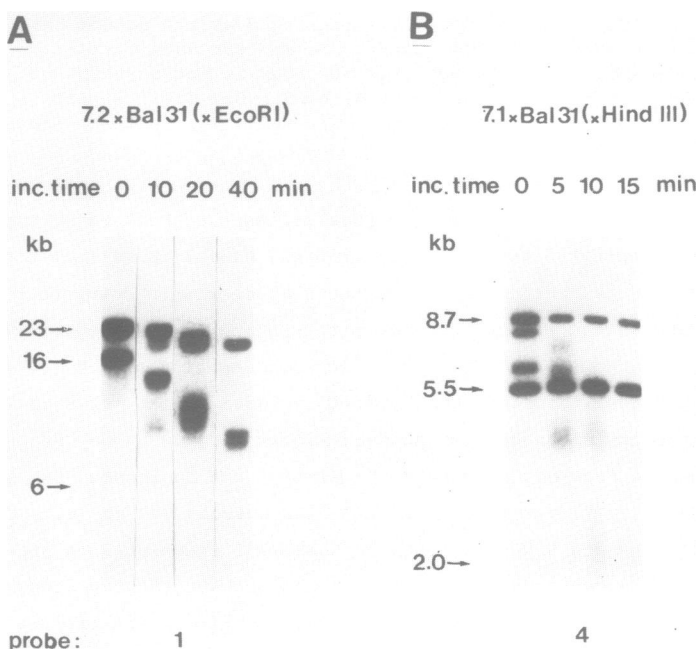 A
7.2 x Bal 31 (x EcoRI)
inc. time 0 10 20 40 min
kb
23→
16→
6→
probe: 1
B
7.1 x Bal 31 (x Hind III)
inc. time 0 5 10 15 min
kb
8.7→
5.5→
2.0→
4